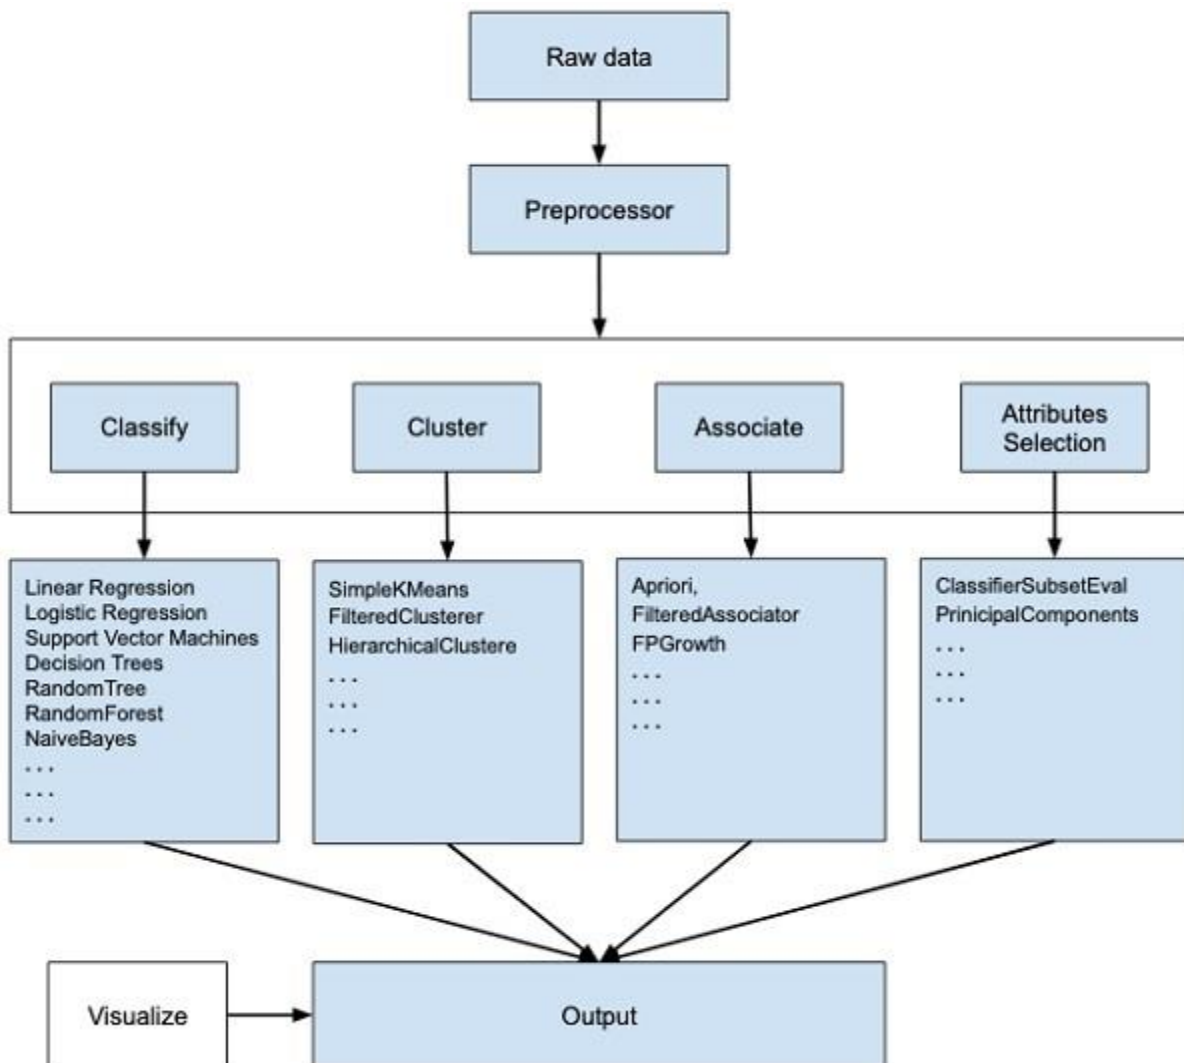 Raw data
Preprocessor
Classify
Cluster
Associate
Attributes
Selection
Linear Regression
Logistic Regression
Support Vector Machines
Decision Trees
RandomTree
RandomForest
NaiveBayes
. . .
. . .
. . .
SimpleKMeans
FilteredClusterer
HierarchicalClustere
. . .
. . .
. . .
Apriori,
FilteredAssociator
FPGrowth
. . .
. . .
. . .
ClassifierSubsetEval
PrinicipalComponents
. . .
. . .
. . .
Visualize
Output